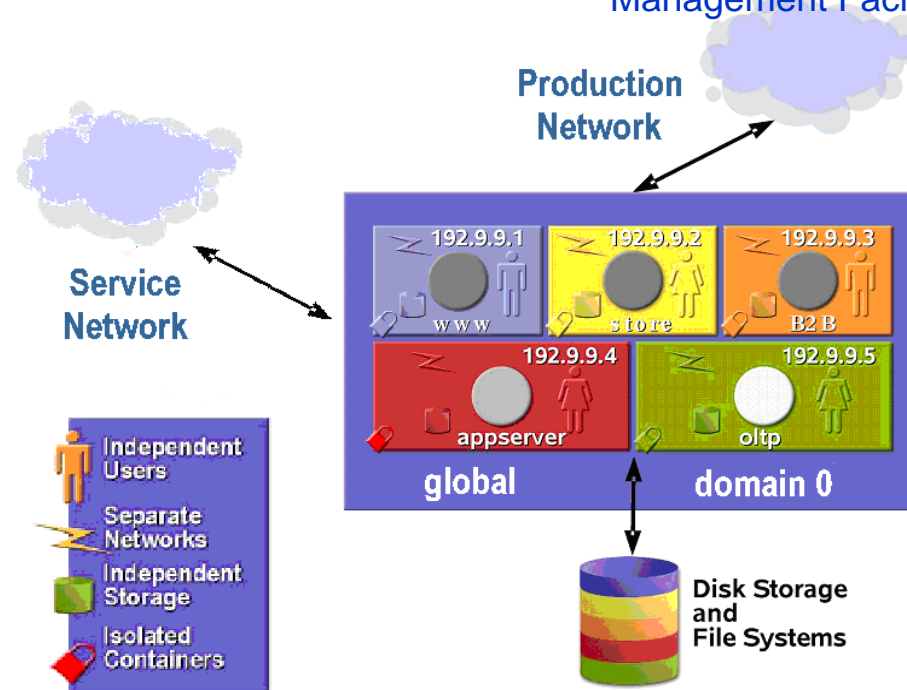 Management Faci
Production
Network
Service
Network
192.9.9.1
www
192.9.9.2
store
192.9.9.3
B2B
192.9.9.4
appserver
192.9.9.5
oltp
global
domain 0
Independent
Users
Separate
Networks
Independent
Storage
Isolated
Containers
Disk Storage
and
File Systems